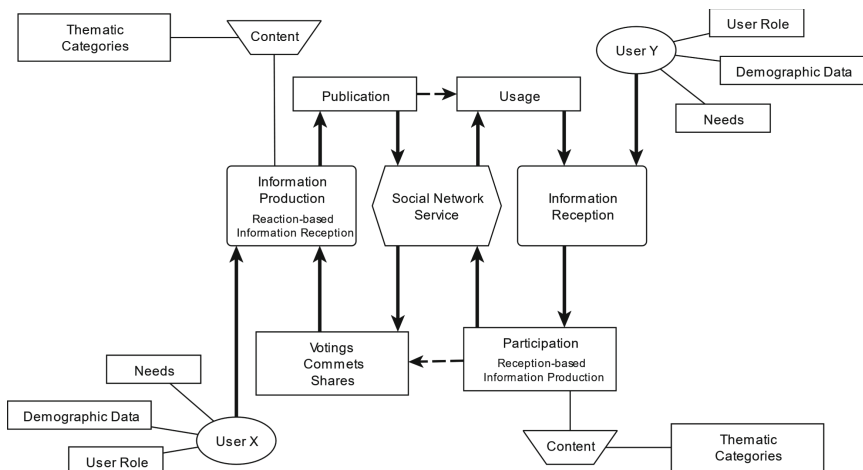 Thematic
Categories
Content
User Role
User Y
Demographic Data
Needs
Publication
Usage
Information
Production
Reaction-based
Information Reception
Social Network
Service
Information
Reception
Votings
Commets
Shares
Participation
Reception-based
Information Production
Needs
Demographic Data
User X
User Role
Content
Thematic
Categories